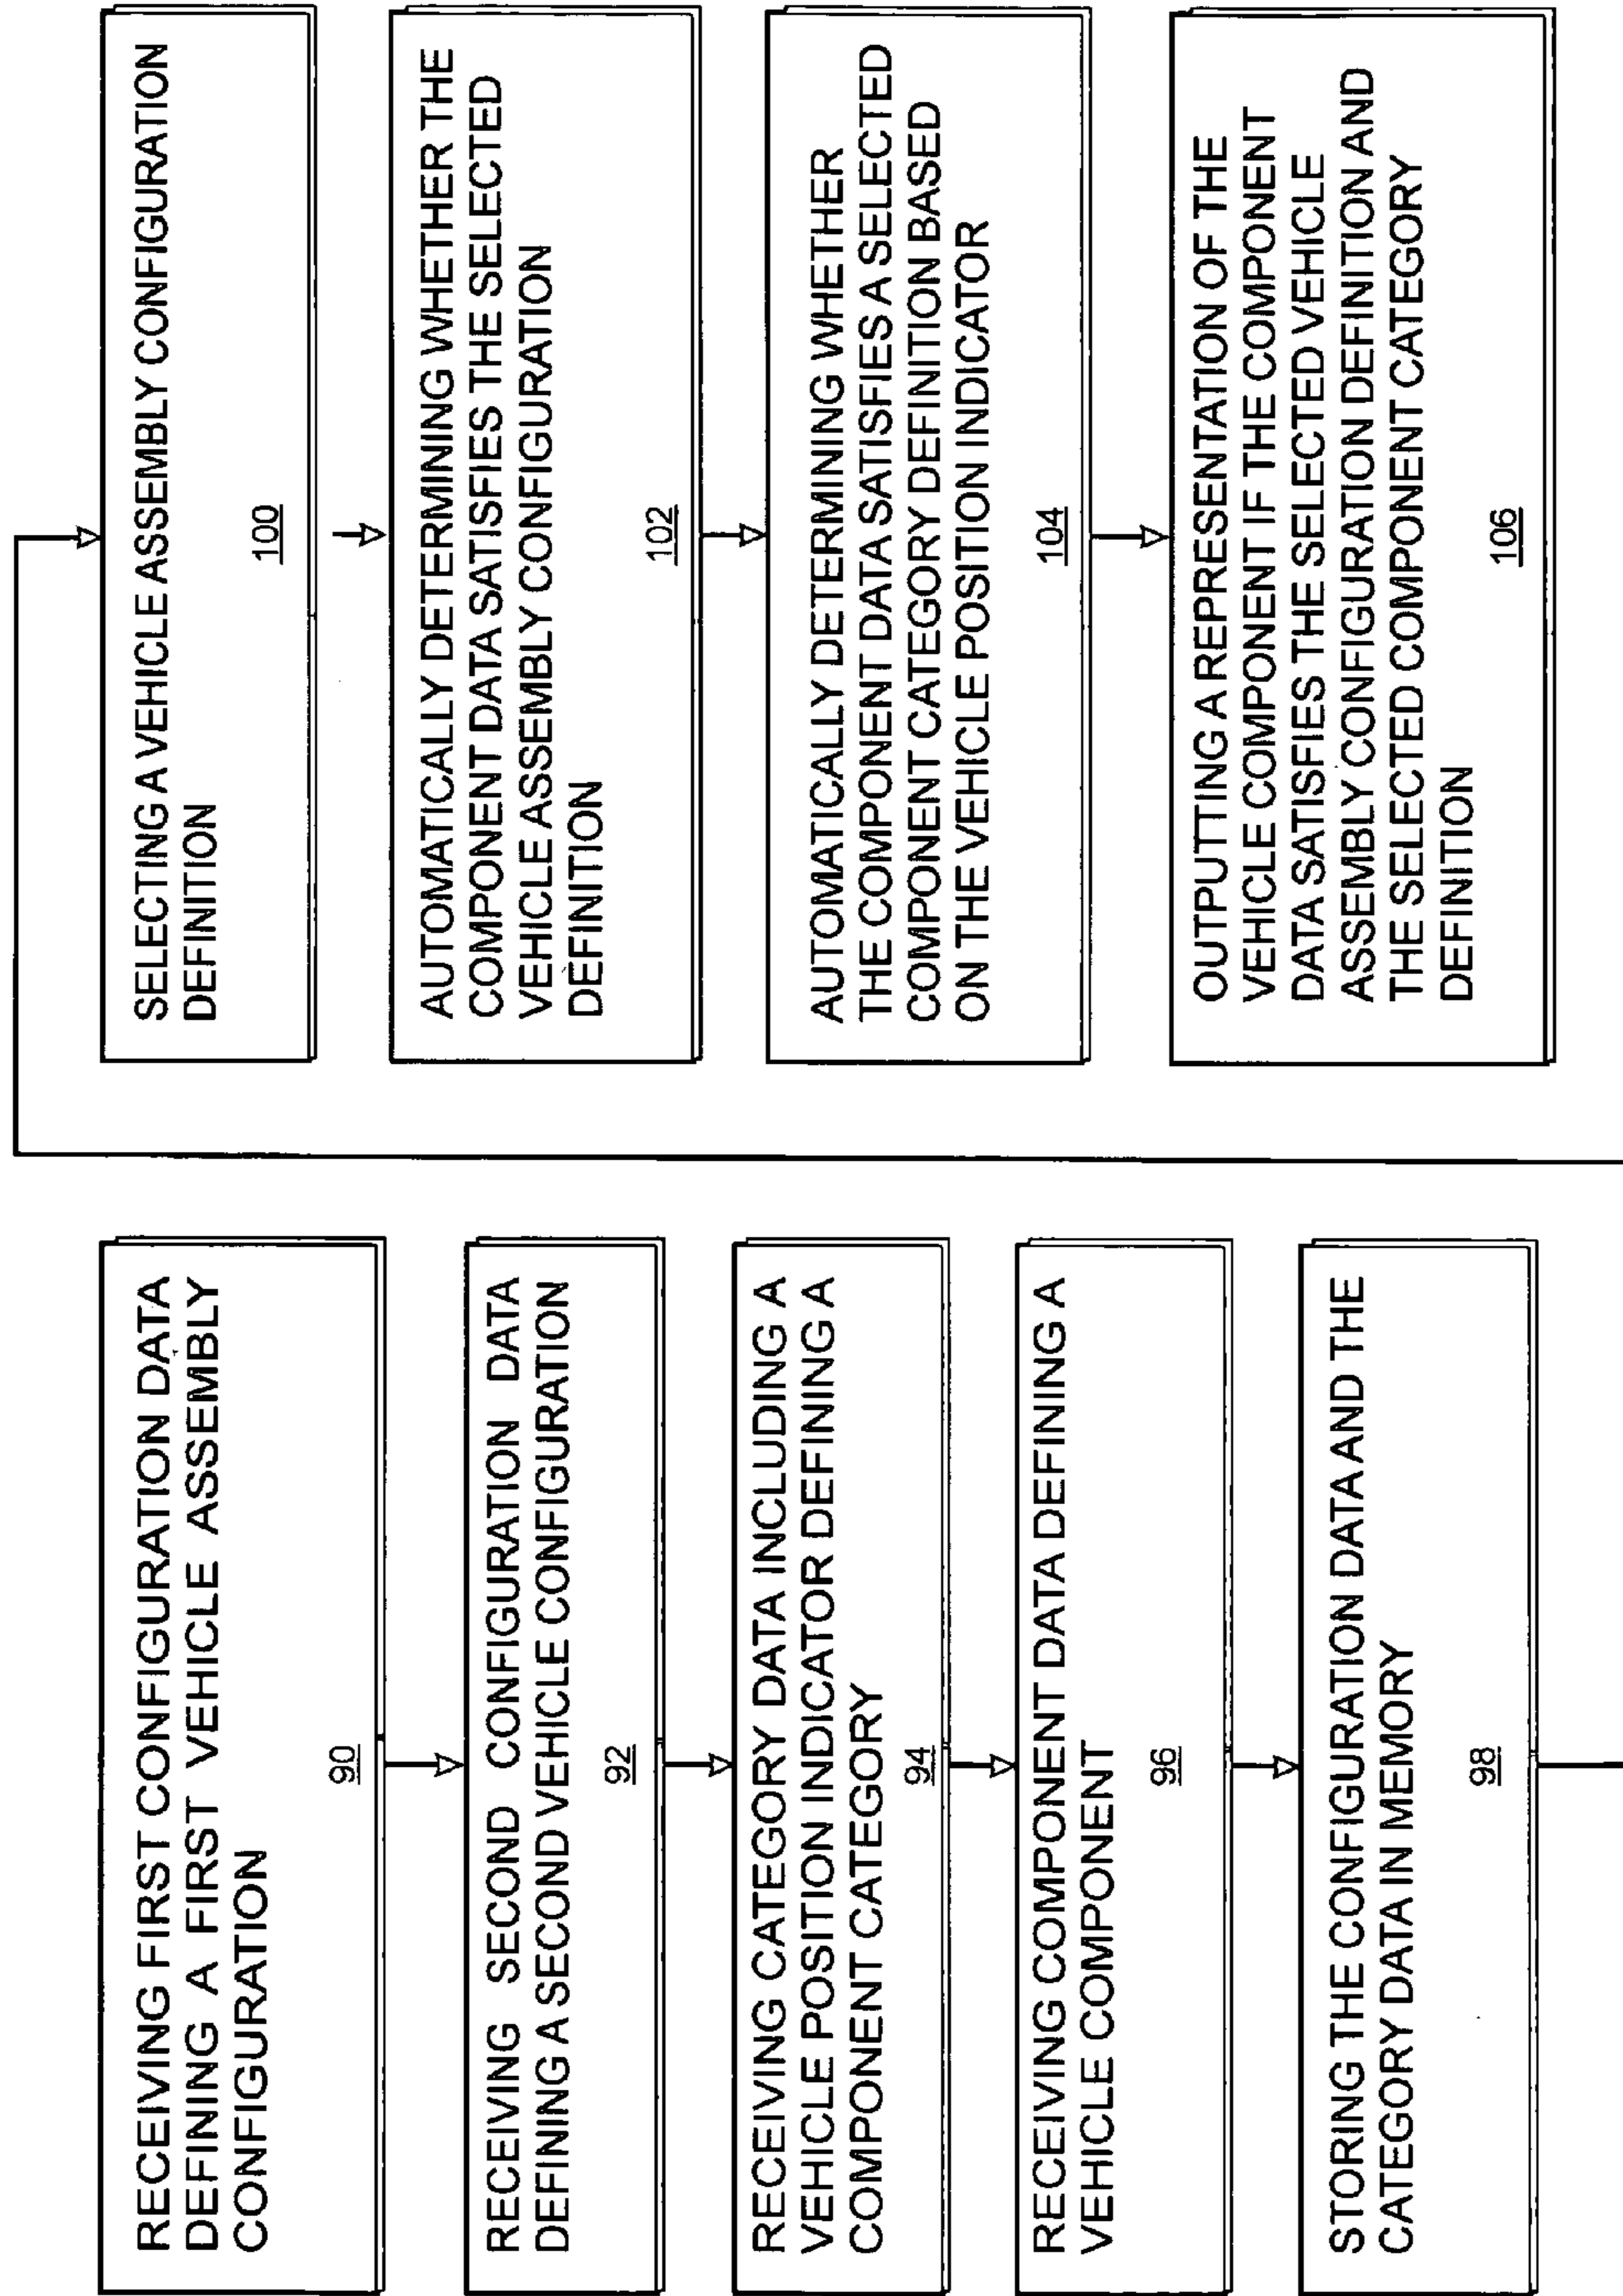 RECEIVING FIRST CONFIGURATION DATA
DEFINING A FIRST VEHICLE ASSEMBLY
CONFIGURATION
90
RECEIVING SECOND CONFIGURATION DATA
DEFINING A SECOND VEHICLE CONFIGURATION
92
RECEIVING CATEGORY DATA INCLUDING A
VEHICLE POSITION INDICATOR DEFINING A
COMPONENT CATEGORY
94
RECEIVING COMPONENT DATA DEFINING A
VEHICLE COMPONENT
96
STORING THE CONFIGURATION DATA AND THE
CATEGORY DATA IN MEMORY
98
SELECTING A VEHICLE ASSEMBLY CONFIGURATION
DEFINITION
100
AUTOMATICALLY DETERMINING WHETHER THE
COMPONENT DATA SATISFIES THE SELECTED
VEHICLE ASSEMBLY CONFIGURATION
DEFINITION
102
AUTOMATICALLY DETERMINING WHETHER
THE COMPONENT DATA SATISFIES A SELECTED
COMPONENT CATEGORY DEFINITION BASED
ON THE VEHICLE POSITION INDICATOR
104
OUTPUTTING A REPRESENTATION OF THE
VEHICLE COMPONENT IF THE COMPONENT
DATA SATISFIES THE SELECTED VEHICLE
ASSEMBLY CONFIGURATION DEFINITION AND
THE SELECTED COMPONENT CATEGORY
DEFINITION
106